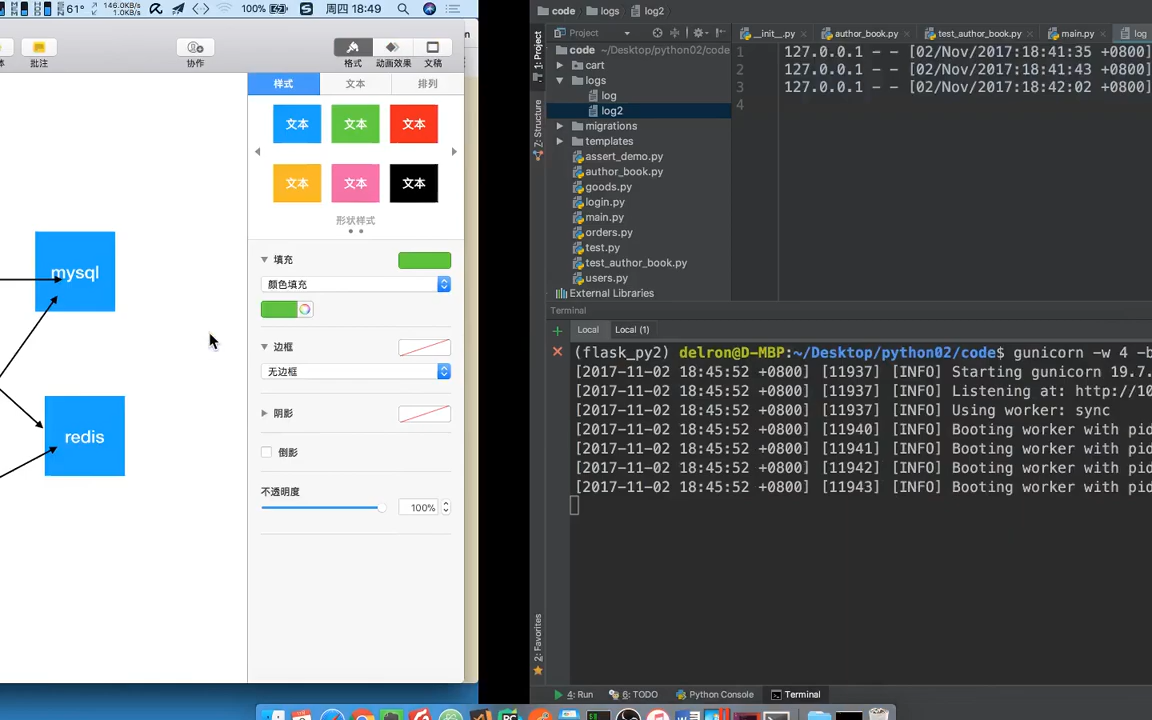 61° 146.0KB/s 1.0KB/s 100% 周四 18:49
批注 协作 格式 动画效果 文稿
样式 文本 排列
文本 文本 文本
文本 文本 文本
形状样式
填充
颜色填充
边框
无边框
阴影
倒影
不透明度
100%
mysql
redis
code logs log2
1: Project
7: Structure
2: Favorites
Project
code ~/Desktop/python02/code
cart
logs
log
log2
migrations
templates
assert_demo.py
author_book.py
goods.py
login.py
main.py
orders.py
test.py
test_author_book.py
users.py
External Libraries
__init__.py author_book.py test_author_book.py main.py log
1 127.0.0.1 - - [02/Nov/2017:18:41:35 +0800]
2 127.0.0.1 - - [02/Nov/2017:18:41:43 +0800]
3 127.0.0.1 - - [02/Nov/2017:18:42:02 +0800]
4
Terminal
Local Local (1)
(flask_py2) delron@D-MBP:~/Desktop/python02/code$ gunicorn -w 4 -b
[2017-11-02 18:45:52 +0800] [11937] [INFO] Starting gunicorn 19.7.
[2017-11-02 18:45:52 +0800] [11937] [INFO] Listening at: http://10
[2017-11-02 18:45:52 +0800] [11937] [INFO] Using worker: sync
[2017-11-02 18:45:52 +0800] [11940] [INFO] Booting worker with pid
[2017-11-02 18:45:52 +0800] [11941] [INFO] Booting worker with pid
[2017-11-02 18:45:52 +0800] [11942] [INFO] Booting worker with pid
[2017-11-02 18:45:52 +0800] [11943] [INFO] Booting worker with pid
4: Run 6: TODO Python Console Terminal